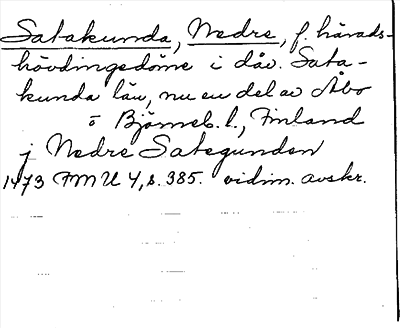 Satakunda, Nedre, f. härads-
hövdingedöme i dåv. Sata-
kunda län, nu en del av Åbo
o Björneb. l., Finland
j Nedre Sategunden
1473 FMU 4, s. 385. vidim. avskr.